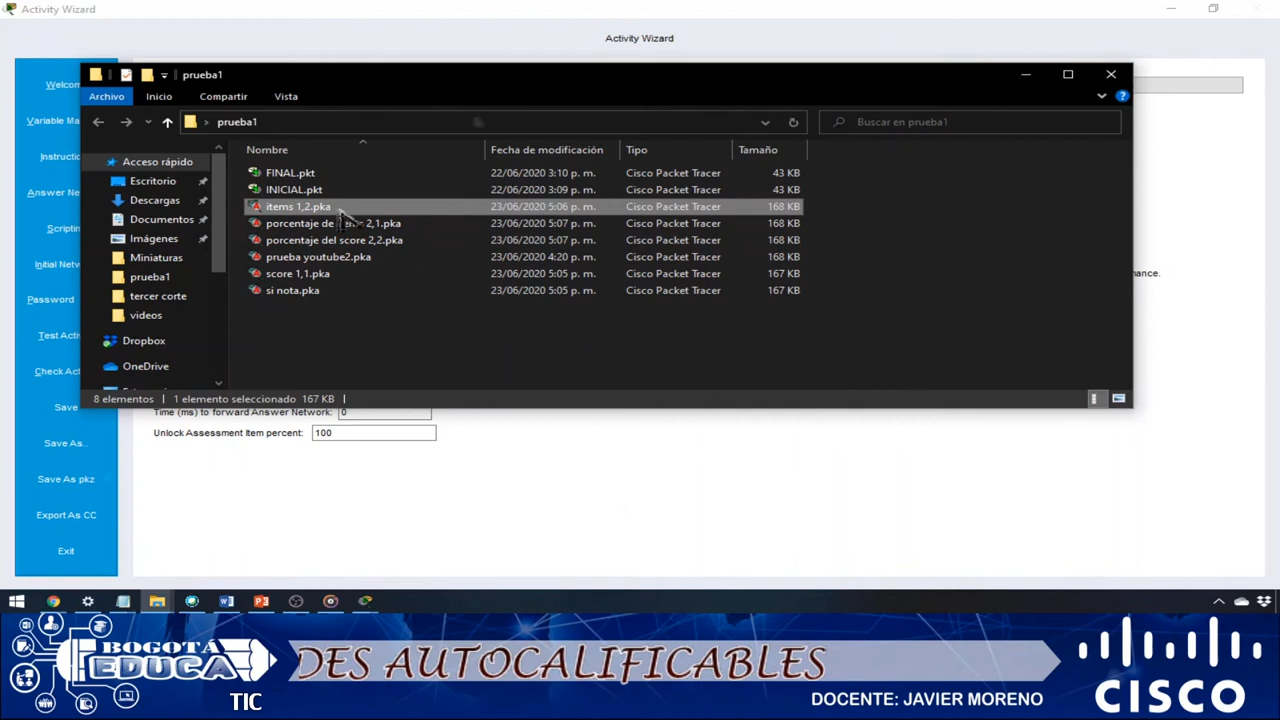 Activity Wizard
Activity Wizard
Welcom
Variable Ma
Instructi
Answer Ne
Scriptin
Initial Netw
Password
Test Activ
Check Act
Save
Save As..
Save As pkz
Export As CC
Exit
prueba1
Archivo Inicio Compartir Vista
prueba1
Buscar en prueba1
Nombre Fecha de modificación Tipo Tamaño
FINAL.pkt 22/06/2020 3:10 p. m. Cisco Packet Tracer 43 KB
INICIAL.pkt 22/06/2020 3:09 p. m. Cisco Packet Tracer 43 KB
items 1,2.pka 23/06/2020 5:06 p. m. Cisco Packet Tracer 168 KB
porcentaje de 2,1.pka 23/06/2020 5:07 p. m. Cisco Packet Tracer 168 KB
porcentaje del score 2,2.pka 23/06/2020 5:07 p. m. Cisco Packet Tracer 168 KB
prueba youtube2.pka 23/06/2020 4:20 p. m. Cisco Packet Tracer 168 KB
score 1,1.pka 23/06/2020 5:05 p. m. Cisco Packet Tracer 167 KB
si nota.pka 23/06/2020 5:05 p. m. Cisco Packet Tracer 167 KB
Acceso rápido
Escritorio
Descargas
Documentos
Imágenes
Miniaturas
prueba1
tercer corte
videos
Dropbox
OneDrive
8 elementos 1 elemento seleccionado 167 KB
mance.
Time (ms) to forward Answer Network: 0
Unlock Assessment Item percent: 100
BOGOTÁ
EDUCA
TIC
DES AUTOCALIFICABLES
DOCENTE: JAVIER MORENO
CISCO